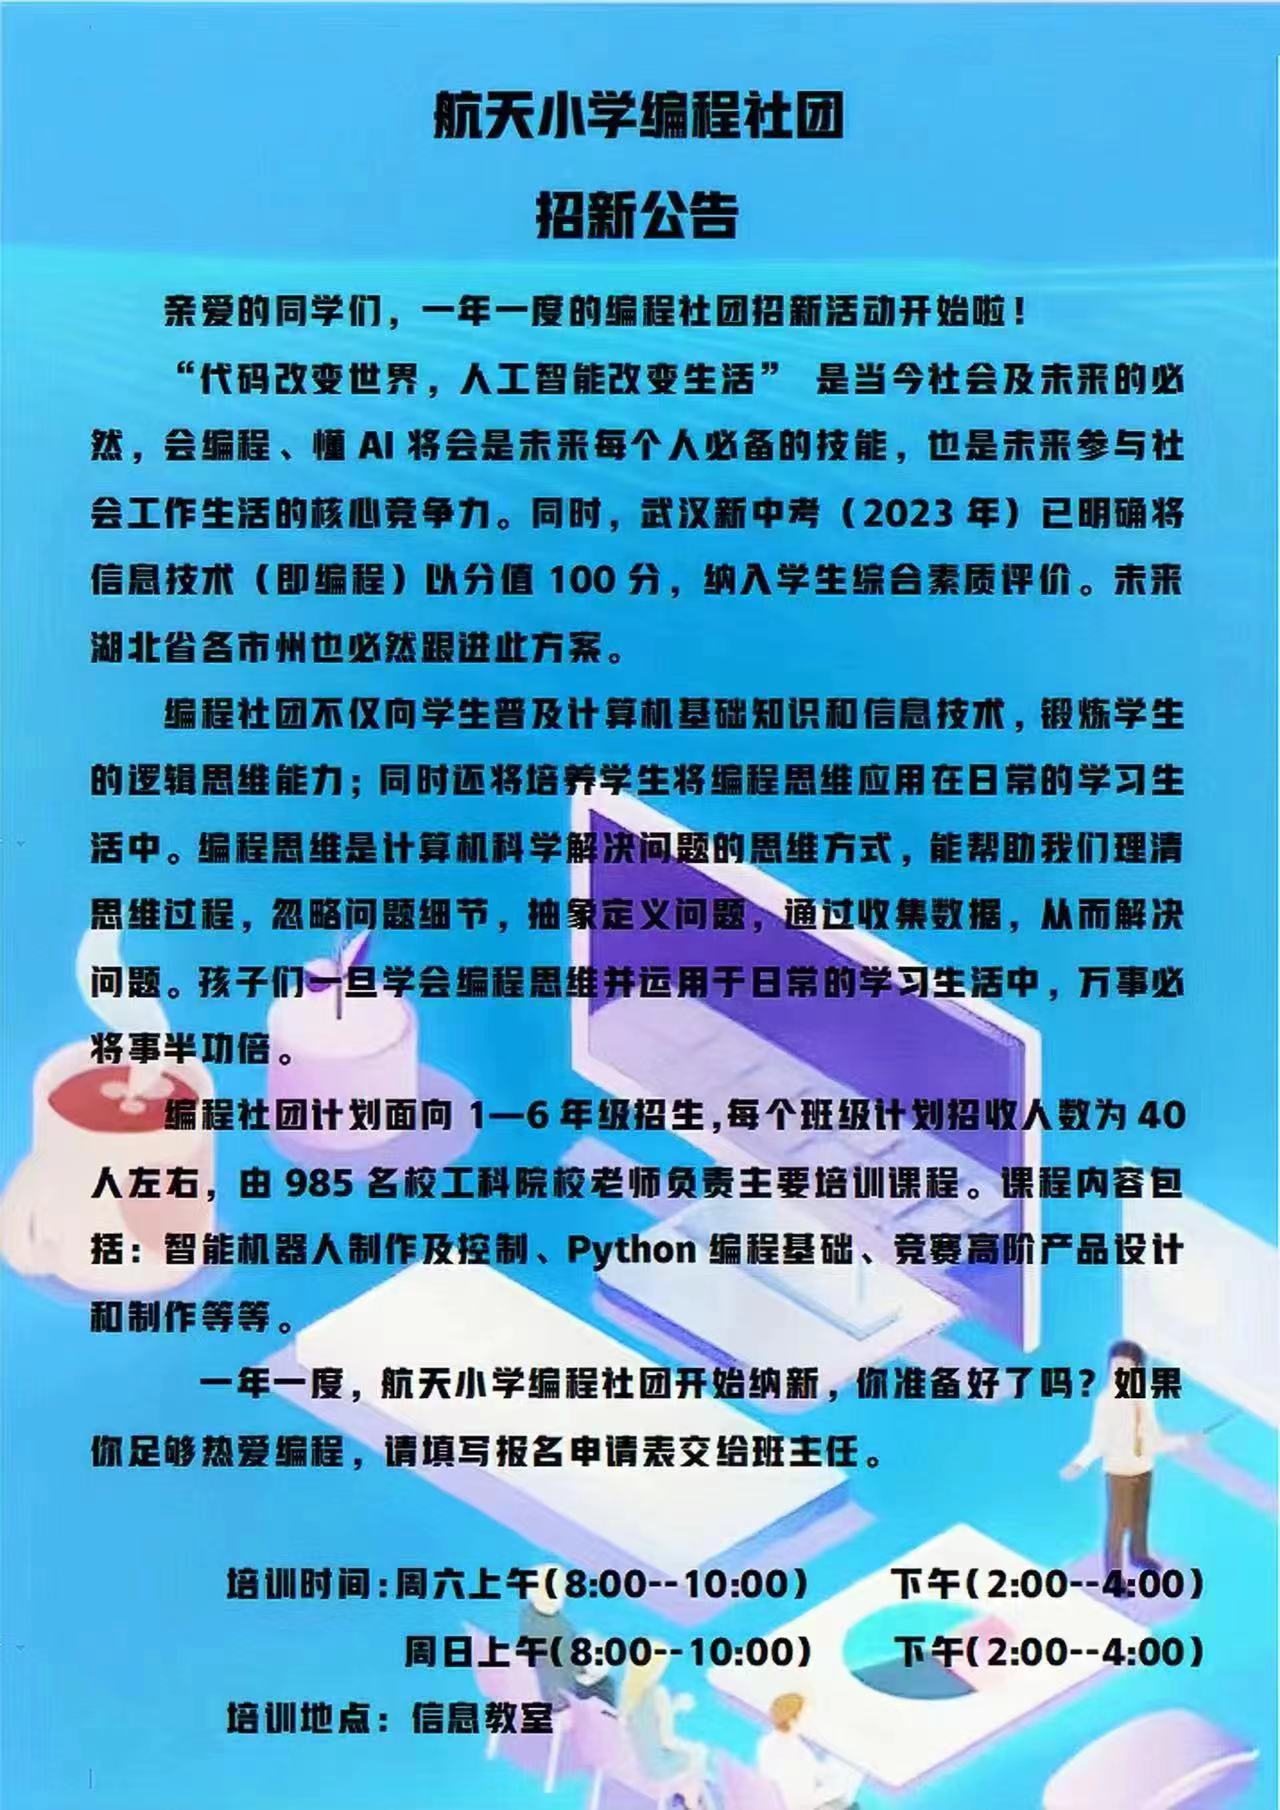 航天小学编程社团
招新公告
亲爱的同学们，一年一度的编程社团招新活动开始啦！
“代码改变世界，人工智能改变生活” 是当今社会及未来的必
然，会编程、懂 AI 将会是未来每个人必备的技能，也是未来参与社
会工作生活的核心竞争力。同时，武汉新中考（2023 年）已明确将
信息技术（即编程）以分值 100 分，纳入学生综合素质评价。未来
湖北省各市州也必然跟进此方案。
编程社团不仅向学生普及计算机基础知识和信息技术，锻炼学生
的逻辑思维能力；同时还将培养学生将编程思维应用在日常的学习生
活中。编程思维是计算机科学解决问题的思维方式，能帮助我们理清
思维过程，忽略问题细节，抽象定义问题，通过收集数据，从而解决
问题。孩子们一旦学会编程思维并运用于日常的学习生活中，万事必
将事半功倍。
编程社团计划面向 1—6 年级招生,每个班级计划招收人数为 40
人左右，由 985 名校工科院校老师负责主要培训课程。课程内容包
括：智能机器人制作及控制、Python 编程基础、竞赛高阶产品设计
和制作等等。
一年一度，航天小学编程社团开始纳新，你准备好了吗？如果
你足够热爱编程，请填写报名申请表交给班主任。
培训时间:周六上午(8:00--10:00) 下午(2:00--4:00)
周日上午(8:00--10:00) 下午(2:00--4:00)
培训地点：信息教室